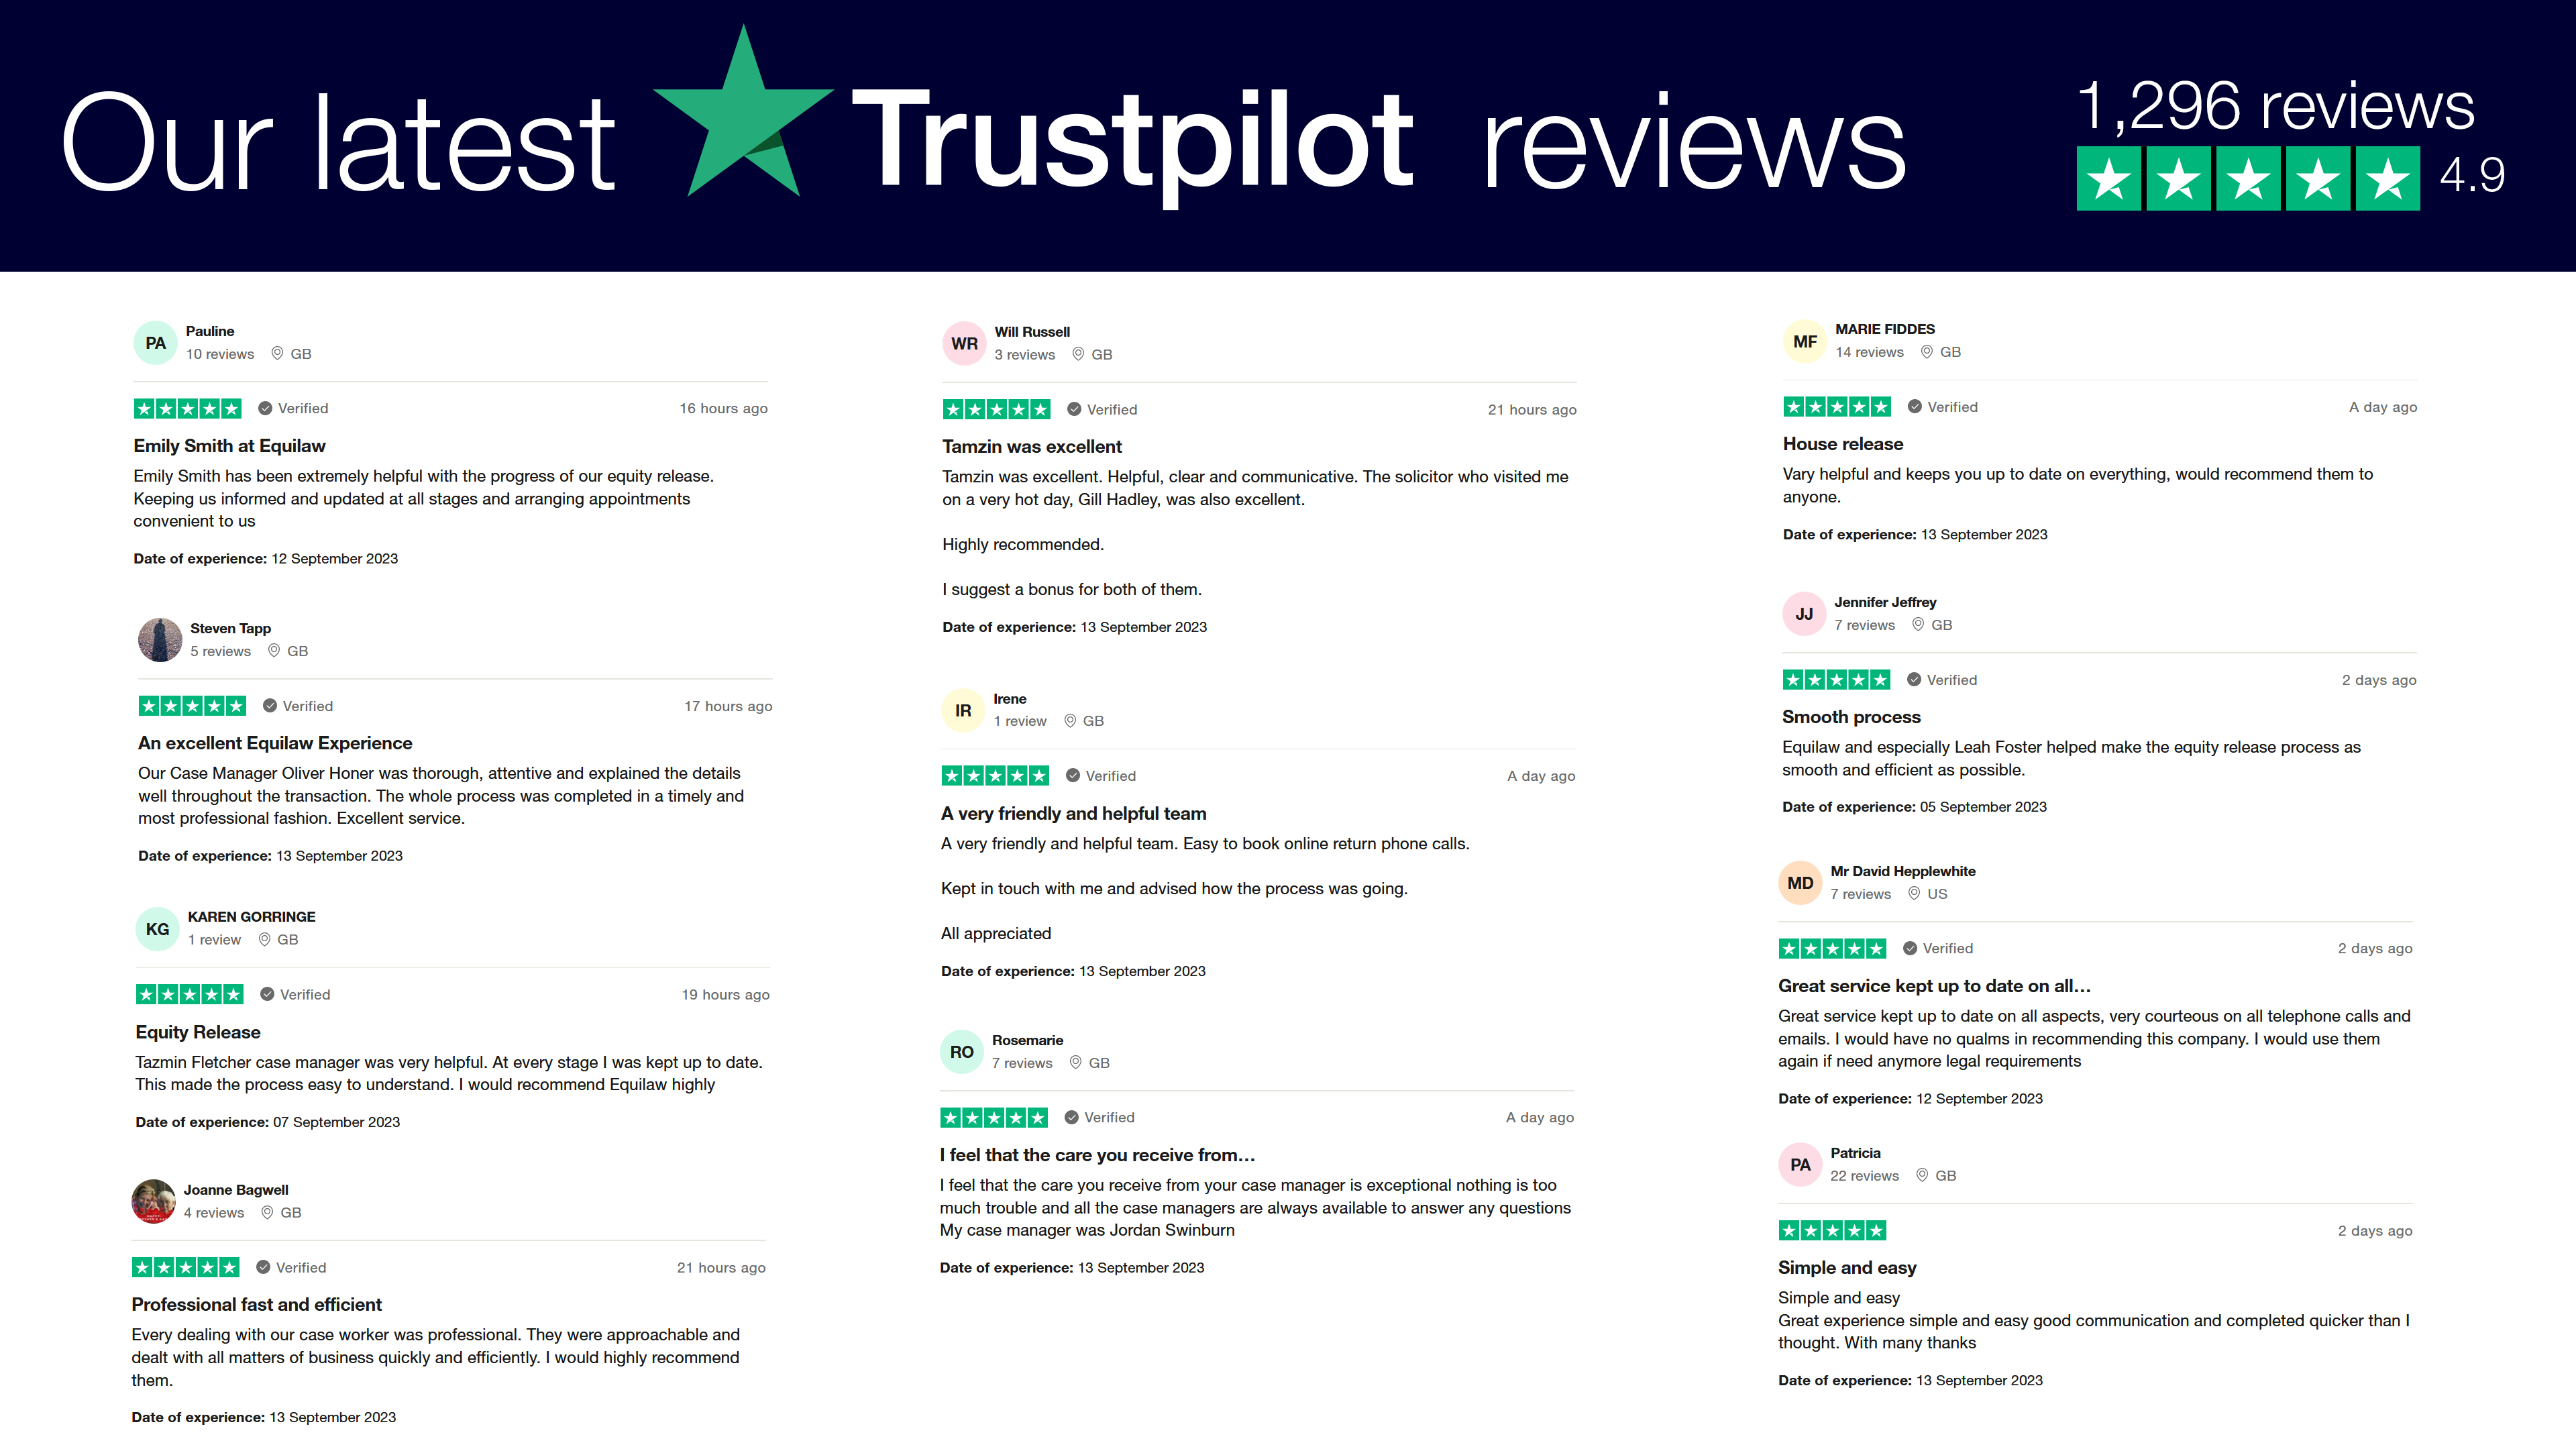 Our latest Trustpilot reviews
1,296 reviews
4.9
PA
Pauline
10 reviews GB
Verified 16 hours ago
Emily Smith at Equilaw
Emily Smith has been extremely helpful with the progress of our equity release.
Keeping us informed and updated at all stages and arranging appointments
convenient to us
Date of experience: 12 September 2023
Steven Tapp
5 reviews GB
Verified 17 hours ago
An excellent Equilaw Experience
Our Case Manager Oliver Honer was thorough, attentive and explained the details
well throughout the transaction. The whole process was completed in a timely and
most professional fashion. Excellent service.
Date of experience: 13 September 2023
KG
KAREN GORRINGE
1 review GB
Verified 19 hours ago
Equity Release
Tazmin Fletcher case manager was very helpful. At every stage I was kept up to date.
This made the process easy to understand. I would recommend Equilaw highly
Date of experience: 07 September 2023
Joanne Bagwell
4 reviews GB
Verified 21 hours ago
Professional fast and efficient
Every dealing with our case worker was professional. They were approachable and
dealt with all matters of business quickly and efficiently. I would highly recommend
them.
Date of experience: 13 September 2023
WR
Will Russell
3 reviews GB
Verified 21 hours ago
Tamzin was excellent
Tamzin was excellent. Helpful, clear and communicative. The solicitor who visited me
on a very hot day, Gill Hadley, was also excellent.
Highly recommended.
I suggest a bonus for both of them.
Date of experience: 13 September 2023
IR
Irene
1 review GB
Verified A day ago
A very friendly and helpful team
A very friendly and helpful team. Easy to book online return phone calls.
Kept in touch with me and advised how the process was going.
All appreciated
Date of experience: 13 September 2023
RO
Rosemarie
7 reviews GB
Verified A day ago
I feel that the care you receive from…
I feel that the care you receive from your case manager is exceptional nothing is too
much trouble and all the case managers are always available to answer any questions
My case manager was Jordan Swinburn
Date of experience: 13 September 2023
MF
MARIE FIDDES
14 reviews GB
Verified A day ago
House release
Vary helpful and keeps you up to date on everything, would recommend them to
anyone.
Date of experience: 13 September 2023
JJ
Jennifer Jeffrey
7 reviews GB
Verified 2 days ago
Smooth process
Equilaw and especially Leah Foster helped make the equity release process as
smooth and efficient as possible.
Date of experience: 05 September 2023
MD
Mr David Hepplewhite
7 reviews US
Verified 2 days ago
Great service kept up to date on all…
Great service kept up to date on all aspects, very courteous on all telephone calls and
emails. I would have no qualms in recommending this company. I would use them
again if need anymore legal requirements
Date of experience: 12 September 2023
PA
Patricia
22 reviews GB
2 days ago
Simple and easy
Simple and easy
Great experience simple and easy good communication and completed quicker than I
thought. With many thanks
Date of experience: 13 September 2023